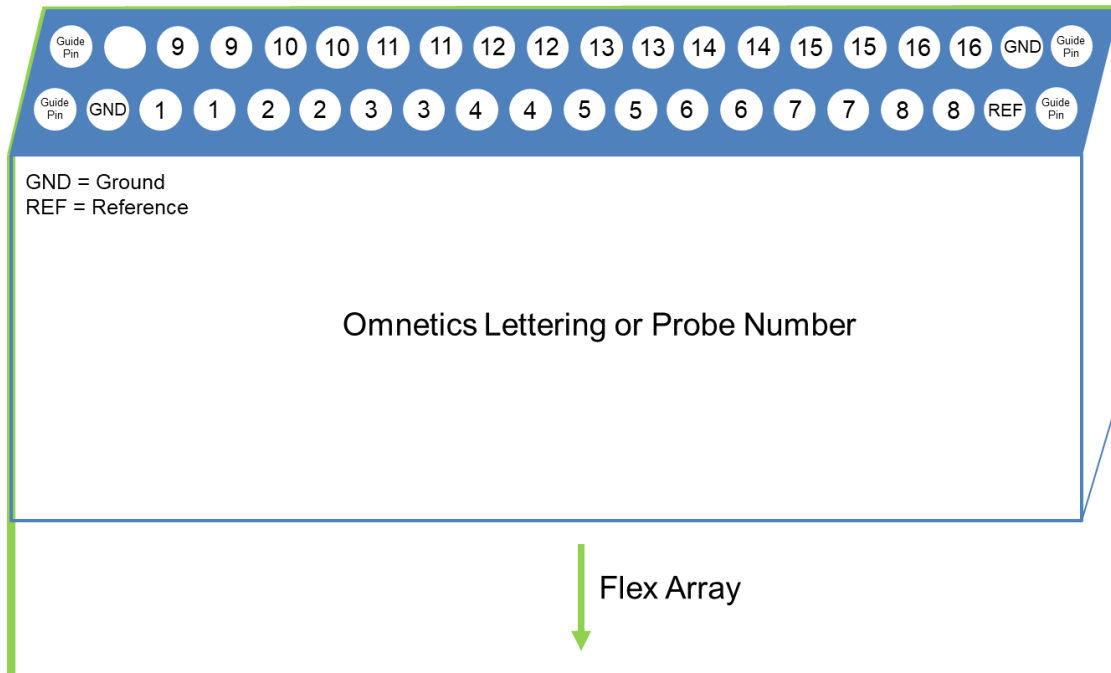 Guide Pin 9 9 10 10 11 11 12 12 13 13 14 14 15 15 16 16 GND Guide Pin
Guide Pin GND 1 1 2 2 3 3 4 4 5 5 6 6 7 7 8 8 REF Guide Pin
GND = Ground
REF = Reference
Omnetics Lettering or Probe Number
Flex Array